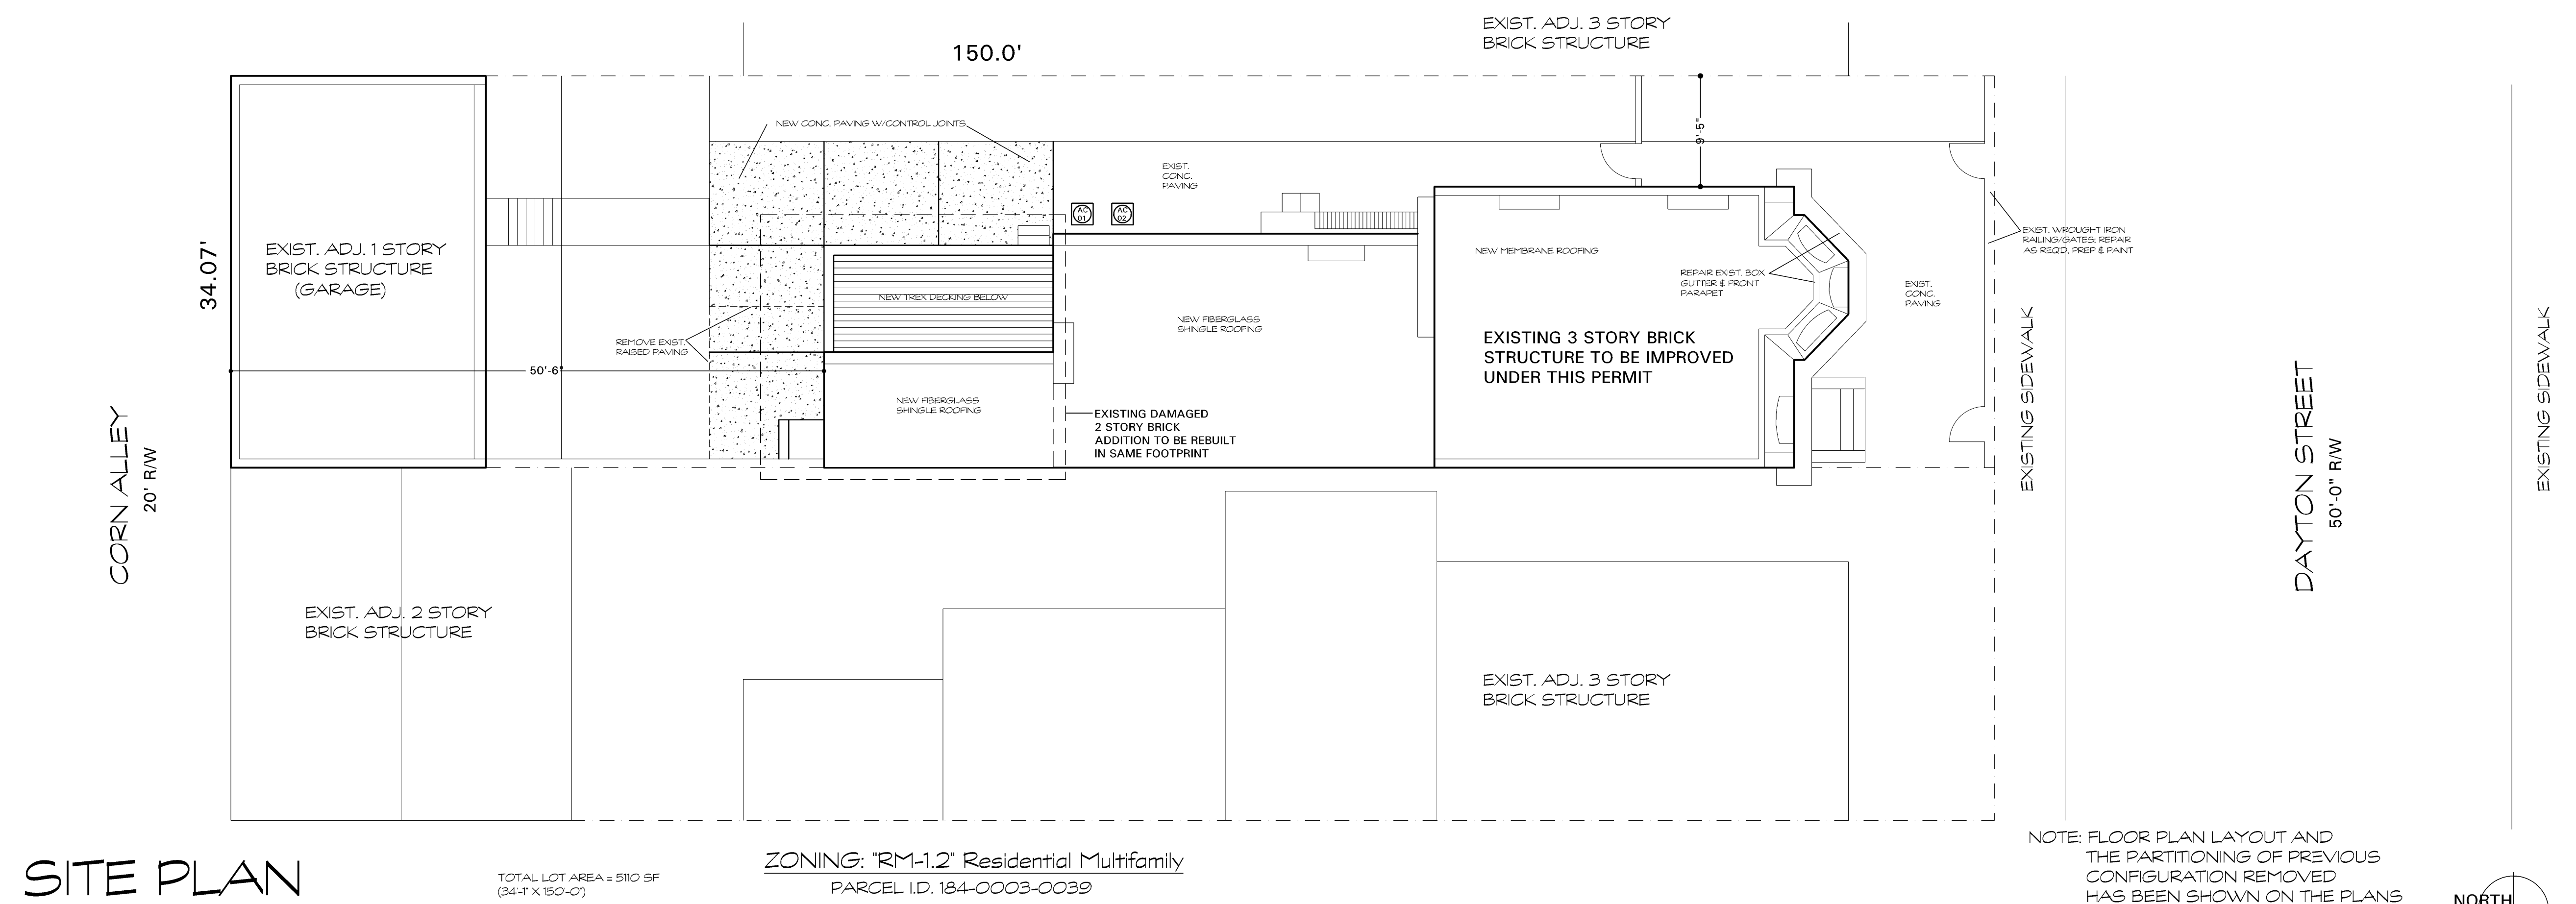 EXIST. ADJ. 3 STORY
BRICK STRUCTURE
150.0'
NEW CONC. PAVING W/CONTROL JOINTS
9'-5"
EXIST.
CONC.
PAVING
AC
01
AC
02
34.07'
EXIST. ADJ. 1 STORY
BRICK STRUCTURE
(GARAGE)
NEW MEMBRANE ROOFING
EXIST. WROUGHT IRON
RAILING/GATES; REPAIR
AS REQ'D, PREP & PAINT
REPAIR EXIST. BOX
GUTTER & FRONT
PARAPET
EXIST.
CONC.
PAVING
NEW TREX DECKING BELOW
NEW FIBERGLASS
SHINGLE ROOFING
REMOVE EXIST.
RAISED PAVING
EXISTING 3 STORY BRICK
STRUCTURE TO BE IMPROVED
UNDER THIS PERMIT
50'-6"
NEW FIBERGLASS
SHINGLE ROOFING
EXISTING DAMAGED
2 STORY BRICK
ADDITION TO BE REBUILT
IN SAME FOOTPRINT
CORN ALLEY
20' R/W
EXISTING SIDEWALK
DAYTON STREET
50'-0" R/W
EXISTING SIDEWALK
EXIST. ADJ. 2 STORY
BRICK STRUCTURE
EXIST. ADJ. 3 STORY
BRICK STRUCTURE
SITE PLAN
TOTAL LOT AREA = 5110 SF
(34'-1" X 150'-0")
ZONING: "RM-1.2" Residential Multifamily
PARCEL I.D. 184-0003-0039
NOTE: FLOOR PLAN LAYOUT AND
THE PARTITIONING OF PREVIOUS
CONFIGURATION REMOVED
HAS BEEN SHOWN ON THE PLANS
NORTH